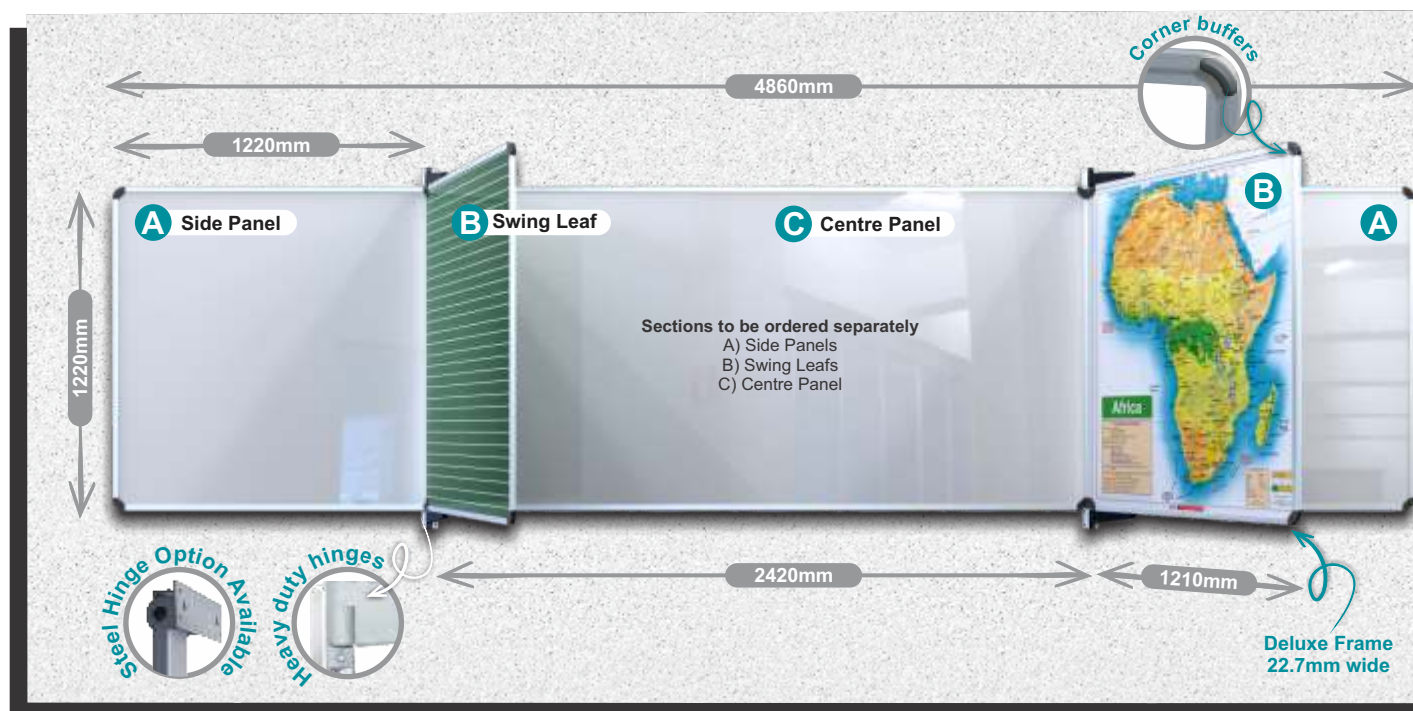 Corner buffers
4860mm
1220mm
1220mm
A Side Panel
B Swing Leaf
C Centre Panel
B
A
Sections to be ordered separately
A) Side Panels
B) Swing Leafs
C) Centre Panel
Africa
2420mm
1210mm
Steel Hinge Option Available
Heavy duty hinges
Deluxe Frame
22.7mm wide